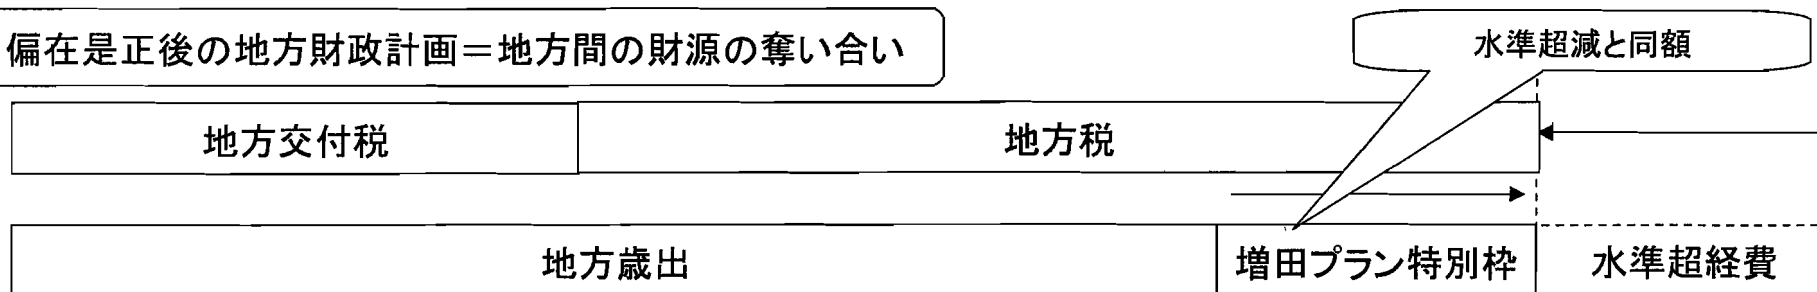 偏在是正後の地方財政計画＝地方間の財源の奪い合い
水準超減と同額
地方交付税
地方税
地方歳出
増田プラン特別枠
水準超経費